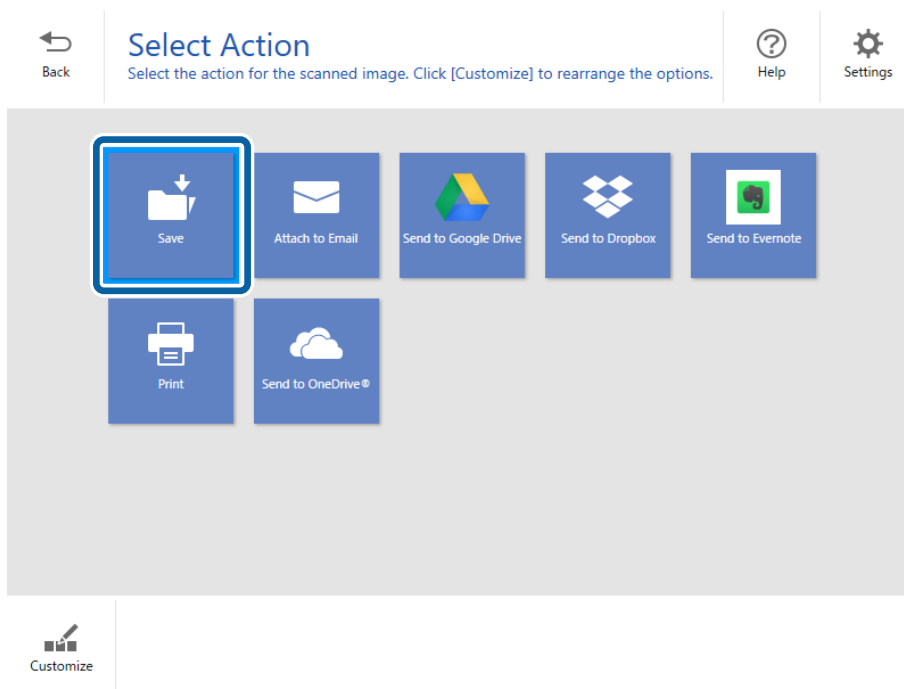 Back
Select Action
Select the action for the scanned image. Click [Customize] to rearrange the options.
Help
Settings
Save
Attach to Email
Send to Google Drive
Send to Dropbox
Send to Evernote
Print
Send to OneDrive®
Customize